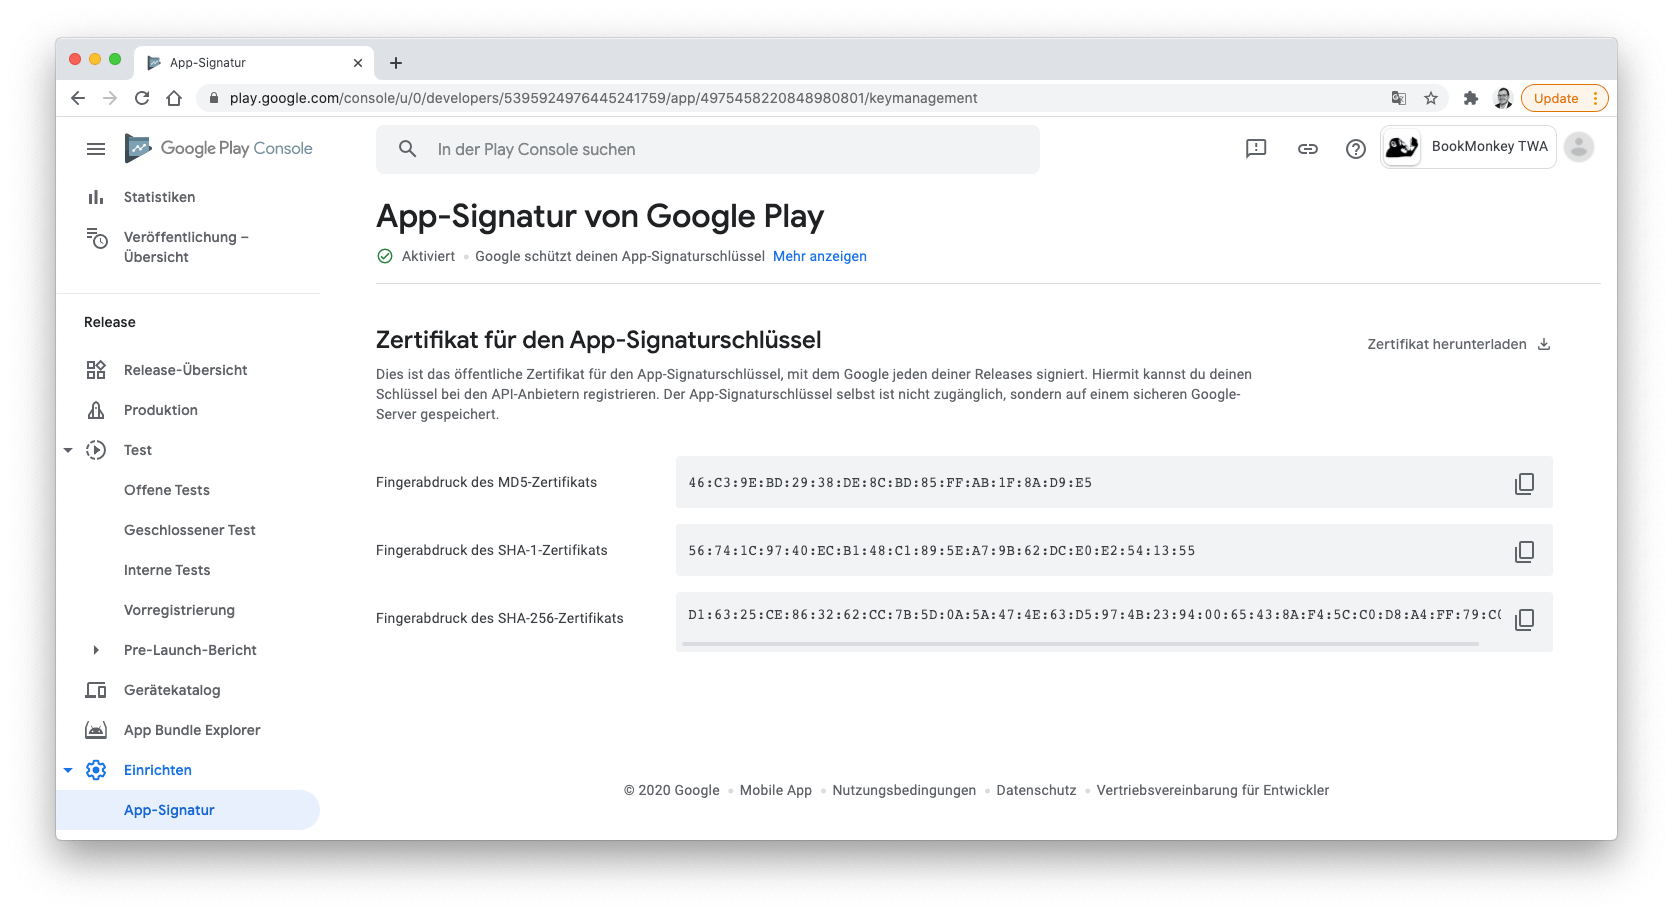 App-Signatur
play.google.com/console/u/0/developers/5395924976445241759/app/4975458220848980801/keymanagement
Update
Google Play Console
In der Play Console suchen
BookMonkey TWA
Statistiken
Veröffentlichung –
Übersicht
Release
Release-Übersicht
Produktion
Test
Offene Tests
Geschlossener Test
Interne Tests
Vorregistrierung
Pre-Launch-Bericht
Gerätekatalog
App Bundle Explorer
Einrichten
App-Signatur
App-Signatur von Google Play
Aktiviert • Google schützt deinen App-Signaturschlüssel Mehr anzeigen
Zertifikat für den App-Signaturschlüssel
Zertifikat herunterladen
Dies ist das öffentliche Zertifikat für den App-Signaturschlüssel, mit dem Google jeden deiner Releases signiert. Hiermit kannst du deinen
Schlüssel bei den API-Anbietern registrieren. Der App-Signaturschlüssel selbst ist nicht zugänglich, sondern auf einem sicheren Google-
Server gespeichert.
Fingerabdruck des MD5-Zertifikats
46:C3:9E:BD:29:38:DE:8C:BD:85:FF:AB:1F:8A:D9:E5
Fingerabdruck des SHA-1-Zertifikats
56:74:1C:97:40:EC:B1:48:C1:89:5E:A7:9B:62:DC:E0:E2:54:13:55
Fingerabdruck des SHA-256-Zertifikats
D1:63:25:CE:86:32:62:CC:7B:5D:0A:5A:47:4E:63:D5:97:4B:23:94:00:65:43:8A:F4:5C:C0:D8:A4:FF:79:C0
© 2020 Google • Mobile App • Nutzungsbedingungen • Datenschutz • Vertriebsvereinbarung für Entwickler